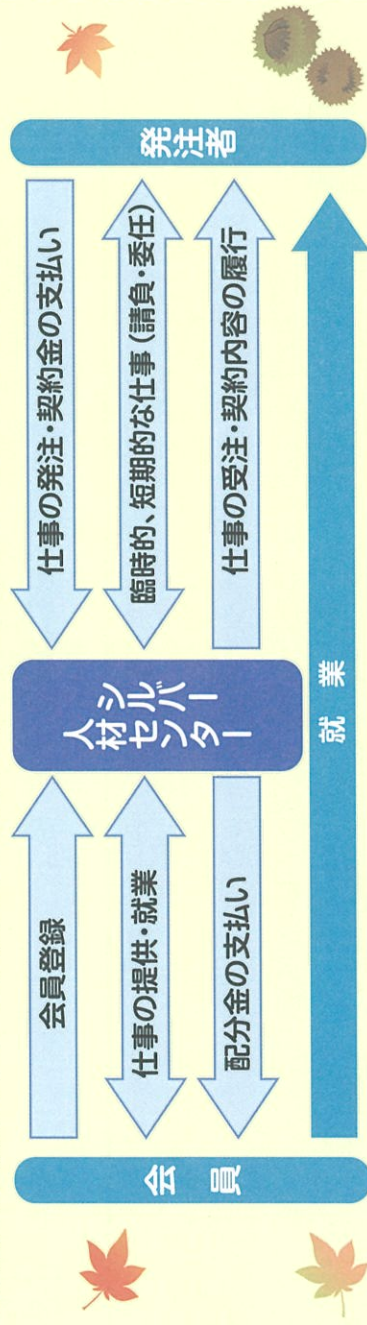 会員
会員登録
仕事の提供・就業
配分金の支払い
シルバー
人材センター
仕事の発注・契約金の支払い
臨時的、短期的な仕事(請負・委任)
仕事の受注・契約内容の履行
発注者
就業